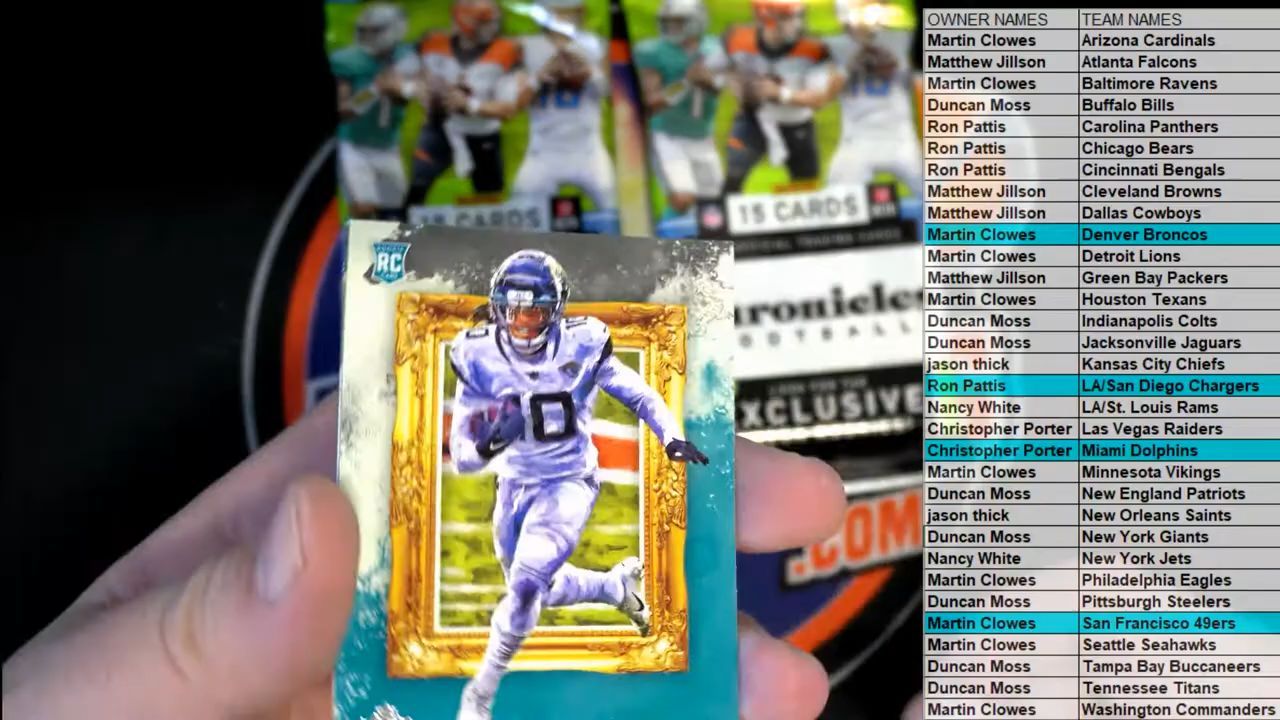 15 CARDS
15 CARDS
RC
10
10
hronicles
FOOTBALL
LOOK FOR THE
EXCLUSIVE
.COM
OWNER NAMES TEAM NAMES
Martin Clowes Arizona Cardinals
Matthew Jillson Atlanta Falcons
Martin Clowes Baltimore Ravens
Duncan Moss Buffalo Bills
Ron Pattis Carolina Panthers
Ron Pattis Chicago Bears
Ron Pattis Cincinnati Bengals
Matthew Jillson Cleveland Browns
Matthew Jillson Dallas Cowboys
Martin Clowes Denver Broncos
Martin Clowes Detroit Lions
Matthew Jillson Green Bay Packers
Martin Clowes Houston Texans
Duncan Moss Indianapolis Colts
Duncan Moss Jacksonville Jaguars
jason thick Kansas City Chiefs
Ron Pattis LA/San Diego Chargers
Nancy White LA/St. Louis Rams
Christopher Porter Las Vegas Raiders
Christopher Porter Miami Dolphins
Martin Clowes Minnesota Vikings
Duncan Moss New England Patriots
jason thick New Orleans Saints
Duncan Moss New York Giants
Nancy White New York Jets
Martin Clowes Philadelphia Eagles
Duncan Moss Pittsburgh Steelers
Martin Clowes San Francisco 49ers
Martin Clowes Seattle Seahawks
Duncan Moss Tampa Bay Buccaneers
Duncan Moss Tennessee Titans
Martin Clowes Washington Commanders